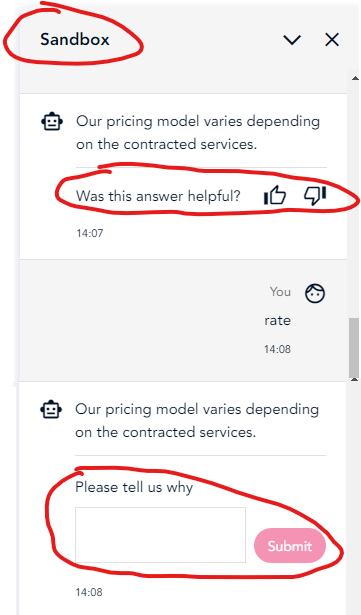 Sandbox
Our pricing model varies depending
on the contracted services.
Was this answer helpful?
14:07
You
rate
14:08
Our pricing model varies depending
on the contracted services.
Please tell us why
Submit
14:08